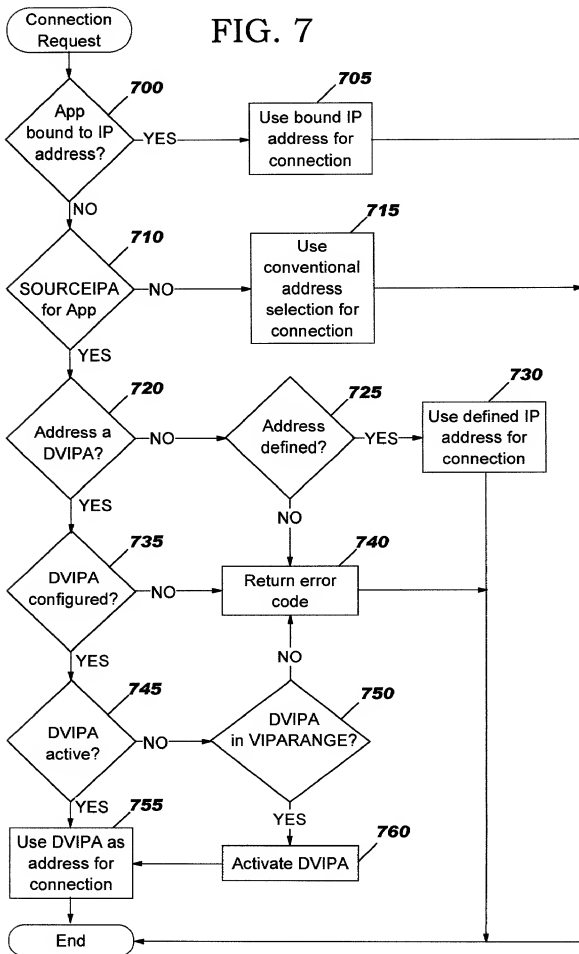 Connection
Request
FIG. 7
700
App
bound to IP
address?
YES
705
Use bound IP
address for
connection
NO
710
SOURCEIPA
for App
NO
715
Use
conventional
address
selection for
connection
YES
720
Address a
DVIPA?
NO
725
Address
defined?
YES
730
Use defined IP
address for
connection
YES
NO
735
DVIPA
configured?
NO
740
Return error
code
YES
NO
745
DVIPA
active?
NO
750
DVIPA
in VIPARANGE?
YES
755
Use DVIPA as
address for
connection
YES
760
Activate DVIPA
End